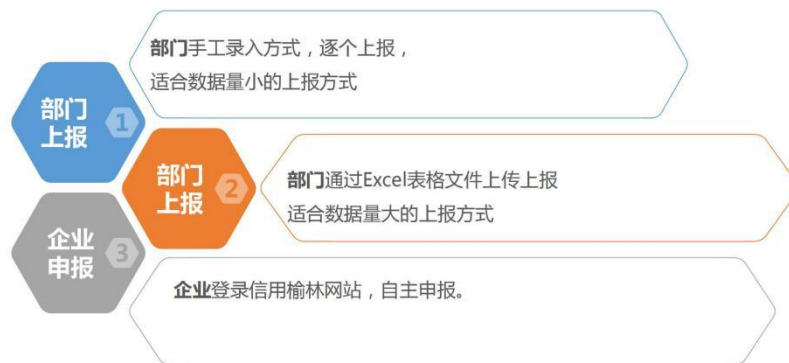 部门
上报
1
部门手工录入方式，逐个上报，
适合数据量小的上报方式
部门
上报
2
部门通过Excel表格文件上传上报
适合数据量大的上报方式
企业
申报
3
企业登录信用榆林网站，自主申报。